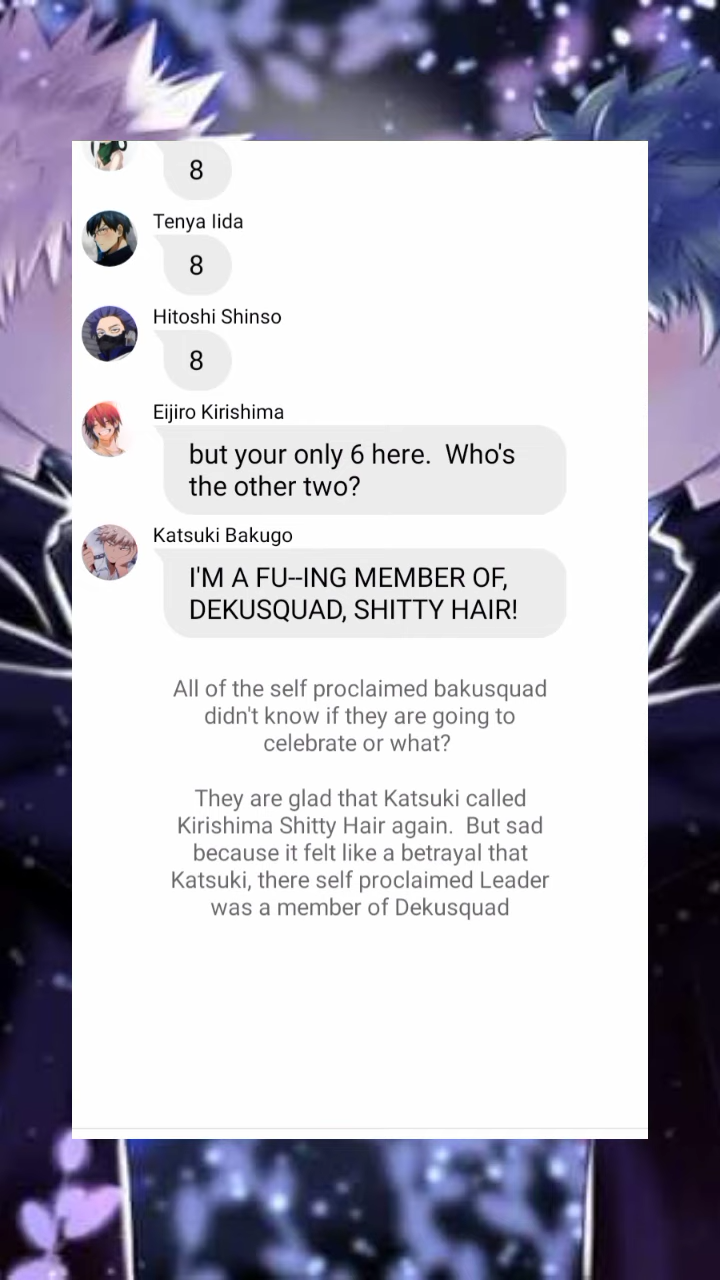 8
Tenya Iida
8
Hitoshi Shinso
8
Eijiro Kirishima
but your only 6 here.  Who's
the other two?
Katsuki Bakugo
I'M A FU--ING MEMBER OF,
DEKUSQUAD, SHITTY HAIR!
All of the self proclaimed bakusquad
didn't know if they are going to
celebrate or what?
They are glad that Katsuki called
Kirishima Shitty Hair again.  But sad
because it felt like a betrayal that
Katsuki, there self proclaimed Leader
was a member of Dekusquad